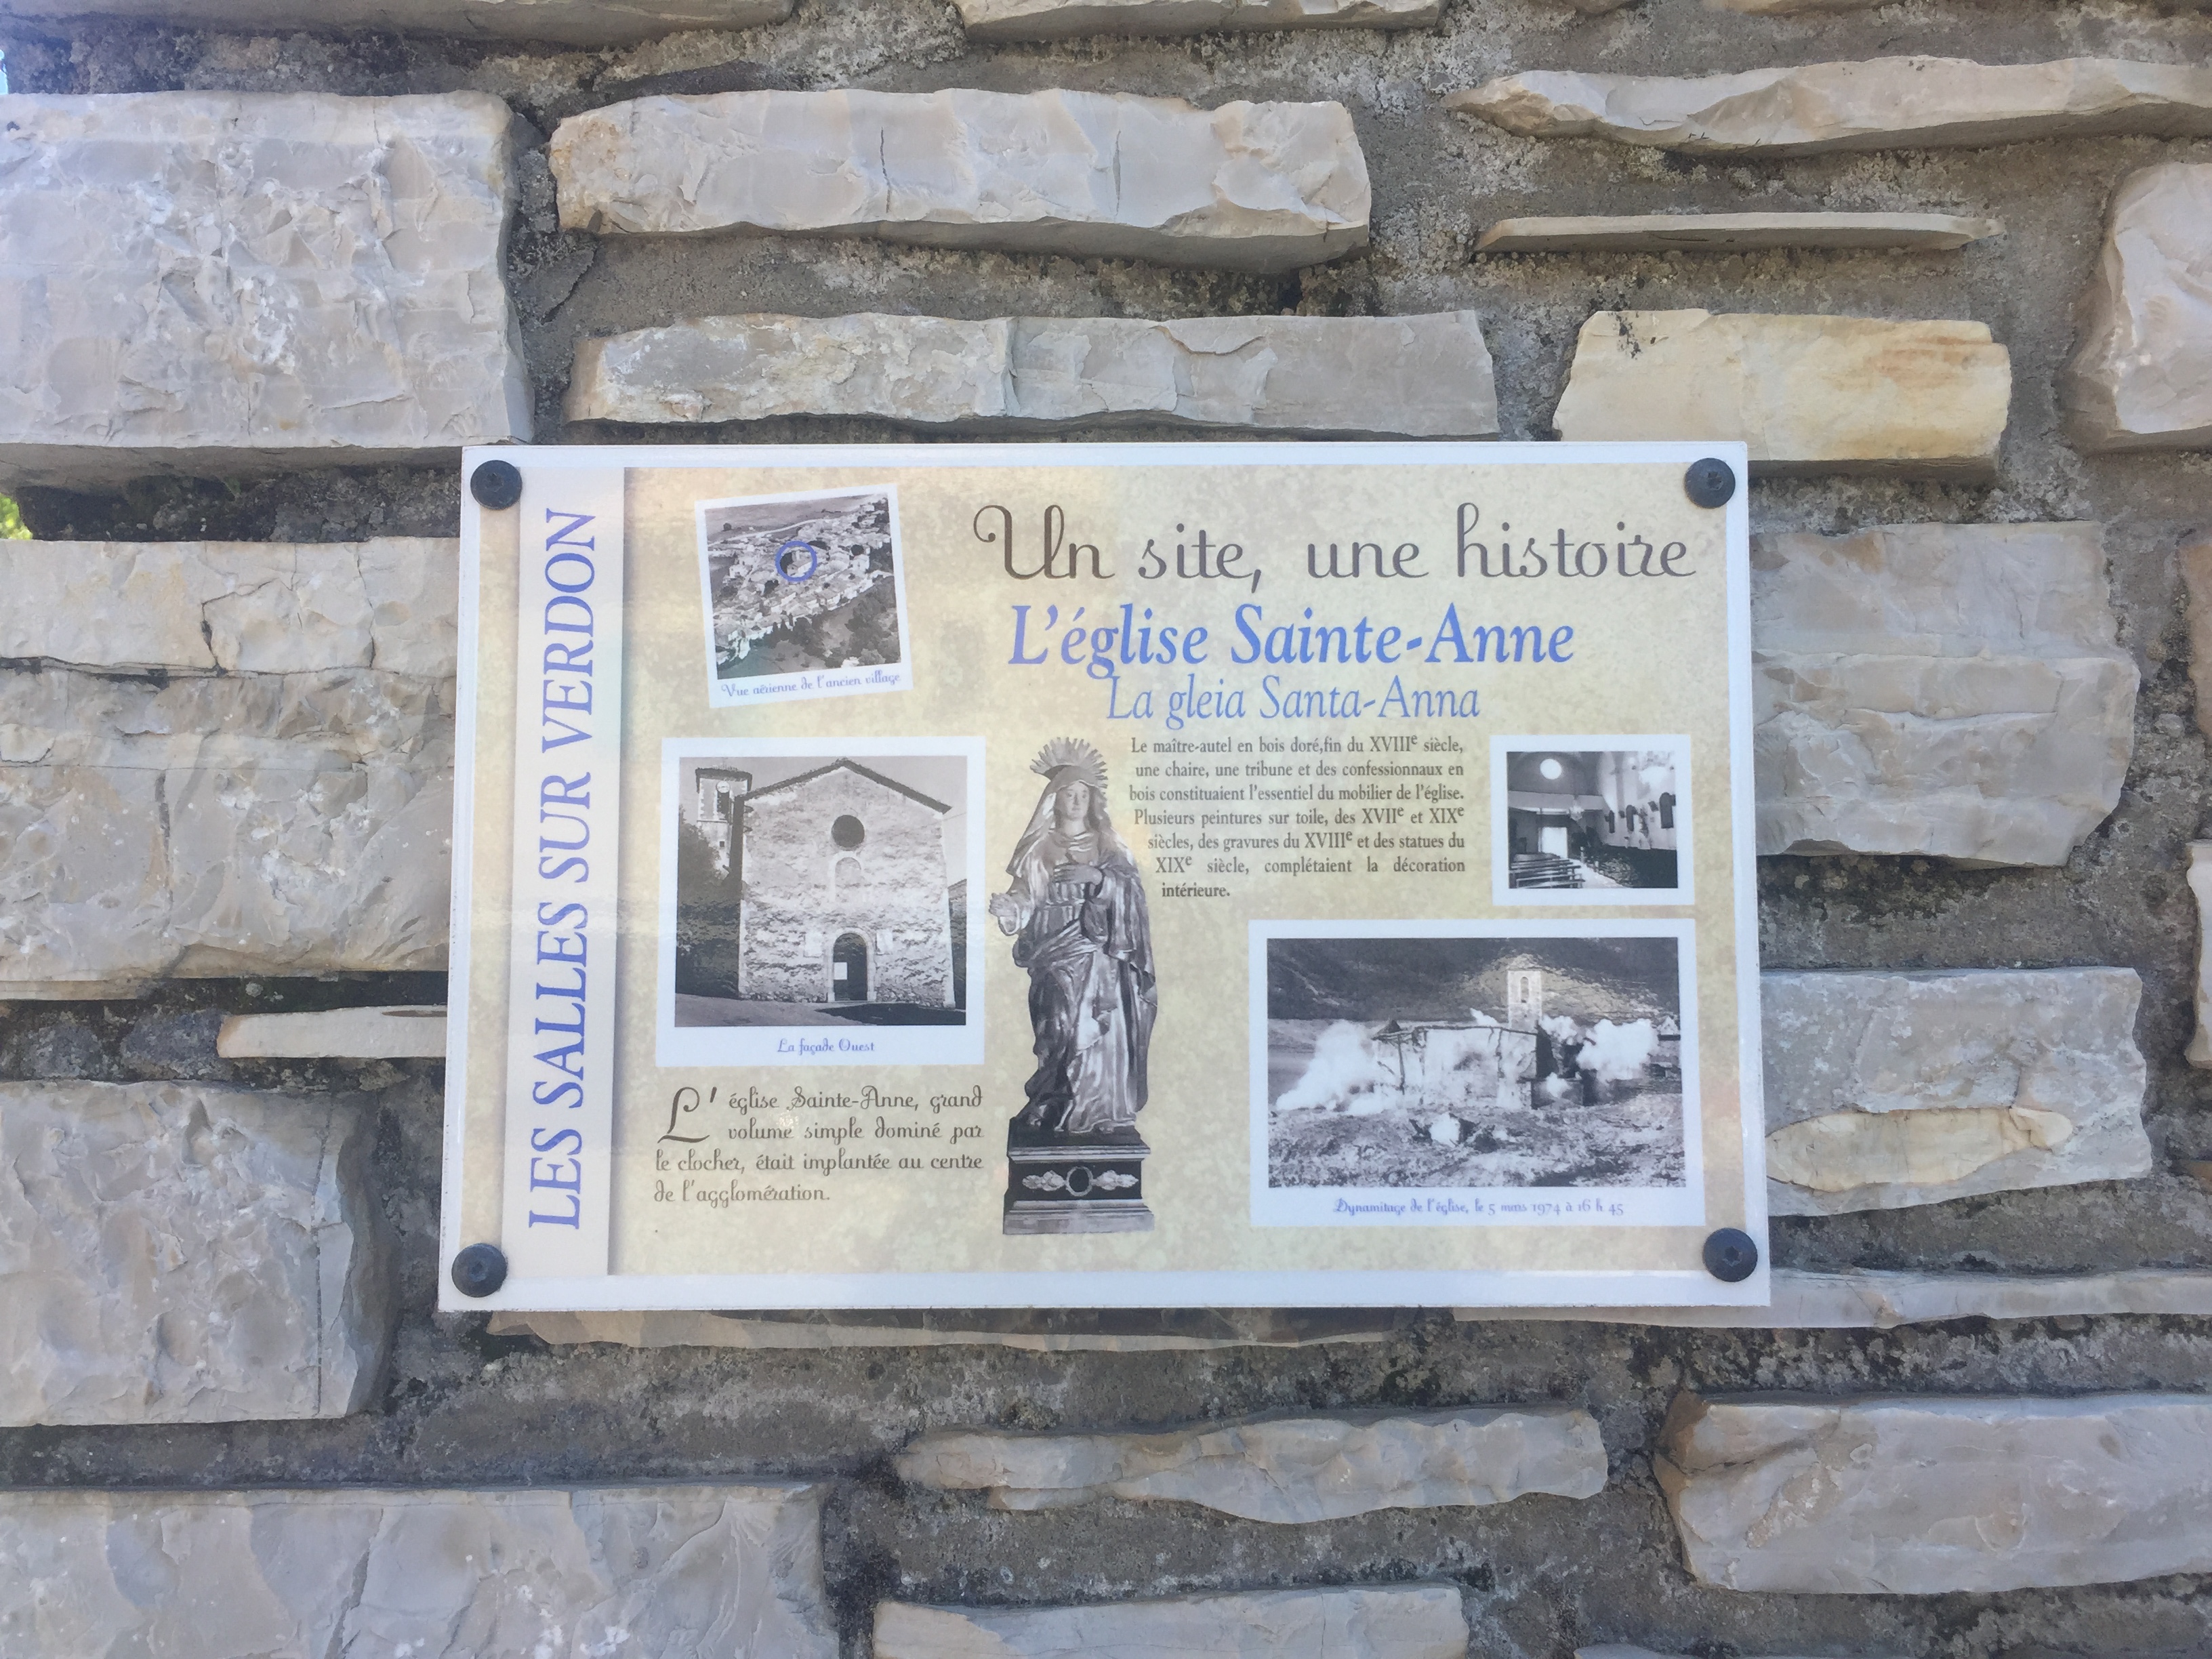 LES SALLES SUR VERDON
Un site, une histoire
L'église Sainte-Anne
La gleia Santa-Anna
Vue aérienne de l'ancien village
La façade Ouest
L'église Sainte-Anne, grand
volume simple dominé par
le clocher, était implantée au centre
de l'agglomération.
Le maître-autel en bois doré,fin du XVIIIe siècle,
une chaire, une tribune et des confessionnaux en
bois constituaient l'essentiel du mobilier de l'église.
Plusieurs peintures sur toile, des XVIIe et XIXe
siècles, des gravures du XVIIIe et des statues du
XIXe siècle, complétaient la décoration
intérieure.
Dynamitage de l'église, le 5 mars 1974 à 16 h 45